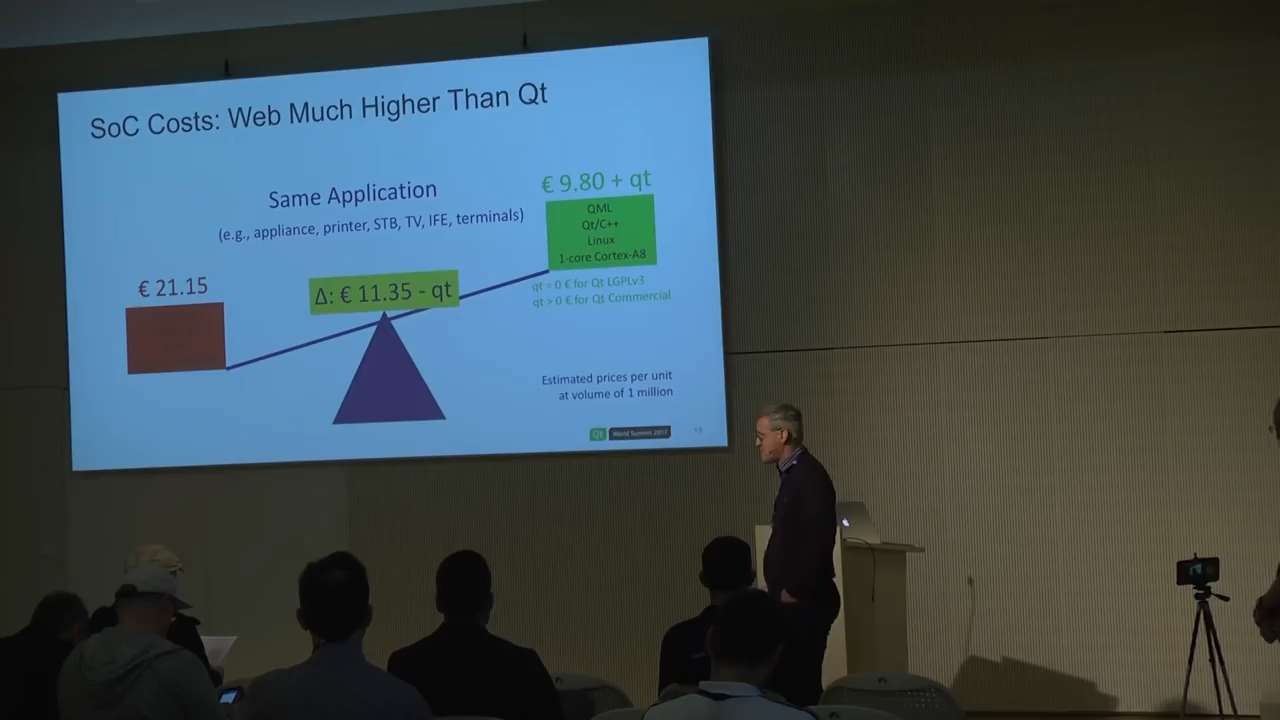 SoC Costs: Web Much Higher Than Qt
Same Application
(e.g., appliance, printer, STB, TV, IFE, terminals)
€ 9.80 + qt
QML
Qt/C++
Linux
1-core Cortex-A8
qt = 0 € for Qt LGPLv3
qt > 0 € for Qt Commercial
€ 21.15
Δ: € 11.35 - qt
Estimated prices per unit
at volume of 1 million
Qt World Summit 2017